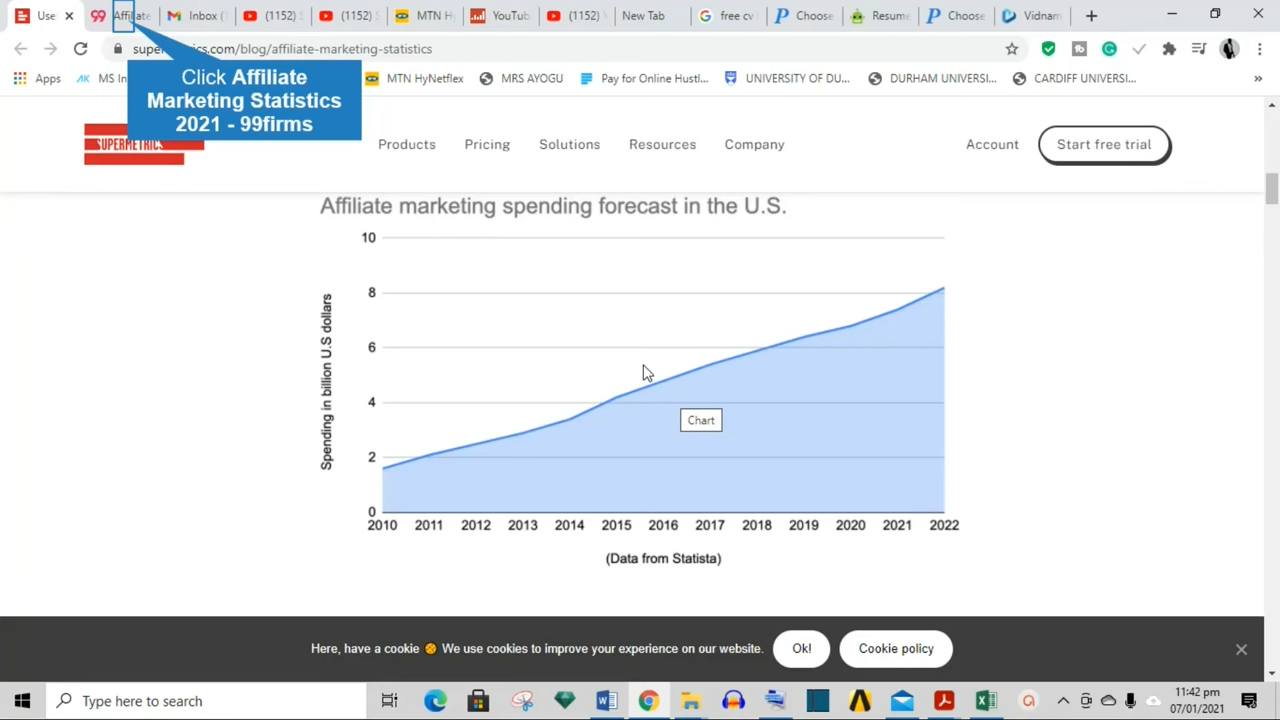 Use
Affiliate
Inbox (
(1152)
(1152)
MTN H
YouTub
(1152)
New Tab
free cv
Choose
Resume
Choose
Vidnam
supermetrics.com/blog/affiliate-marketing-statistics
Apps
MS In
MTN HyNetflex
MRS AYOGU
Pay for Online Hustl...
UNIVERSITY OF DU...
DURHAM UNIVERSI...
CARDIFF UNIVERSI...
»
Click Affiliate
Marketing Statistics
2021 - 99firms
SUPERMETRICS
Products
Pricing
Solutions
Resources
Company
Account
Start free trial
Affiliate marketing spending forecast in the U.S.
Spending in billion U.S dollars
10
8
6
4
2
0
Chart
2010 2011 2012 2013 2014 2015 2016 2017 2018 2019 2020 2021 2022
(Data from Statista)
Here, have a cookie We use cookies to improve your experience on our website.
Ok!
Cookie policy
Type here to search
11:42 pm
07/01/2021